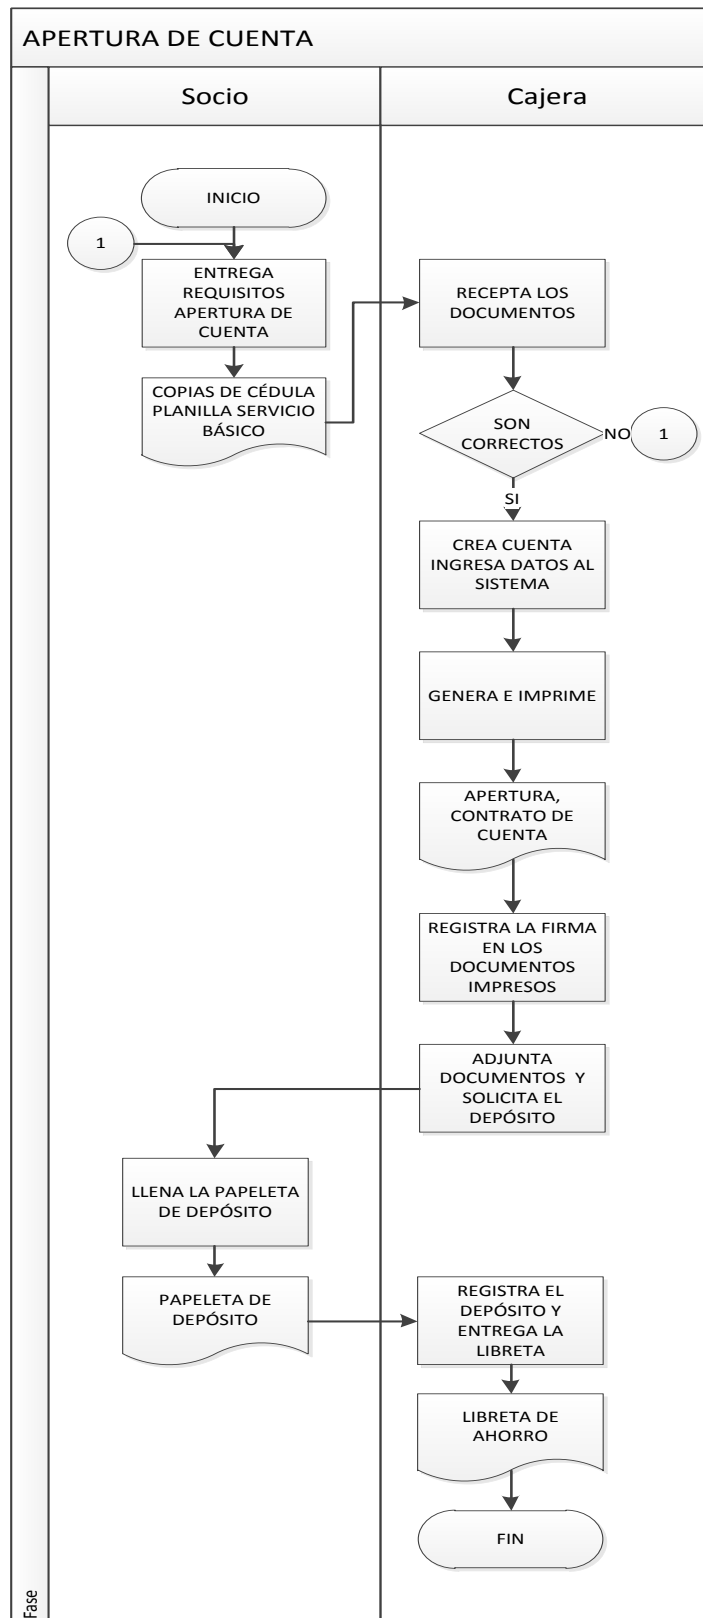 APERTURA DE CUENTA
Socio
Cajera
INICIO
1
ENTREGA
REQUISITOS
APERTURA DE
CUENTA
RECEPTA LOS
DOCUMENTOS
COPIAS DE CÉDULA
PLANILLA SERVICIO
BÁSICO
SON
CORRECTOS
NO
1
SI
CREA CUENTA
INGRESA DATOS AL
SISTEMA
GENERA E IMPRIME
APERTURA,
CONTRATO DE
CUENTA
REGISTRA LA FIRMA
EN LOS
DOCUMENTOS
IMPRESOS
ADJUNTA
DOCUMENTOS Y
SOLICITA EL
DEPÓSITO
LLENA LA PAPELETA
DE DEPÓSITO
PAPELETA DE
DEPÓSITO
REGISTRA EL
DEPÓSITO Y
ENTREGA LA
LIBRETA
LIBRETA DE
AHORRO
FIN
Fase